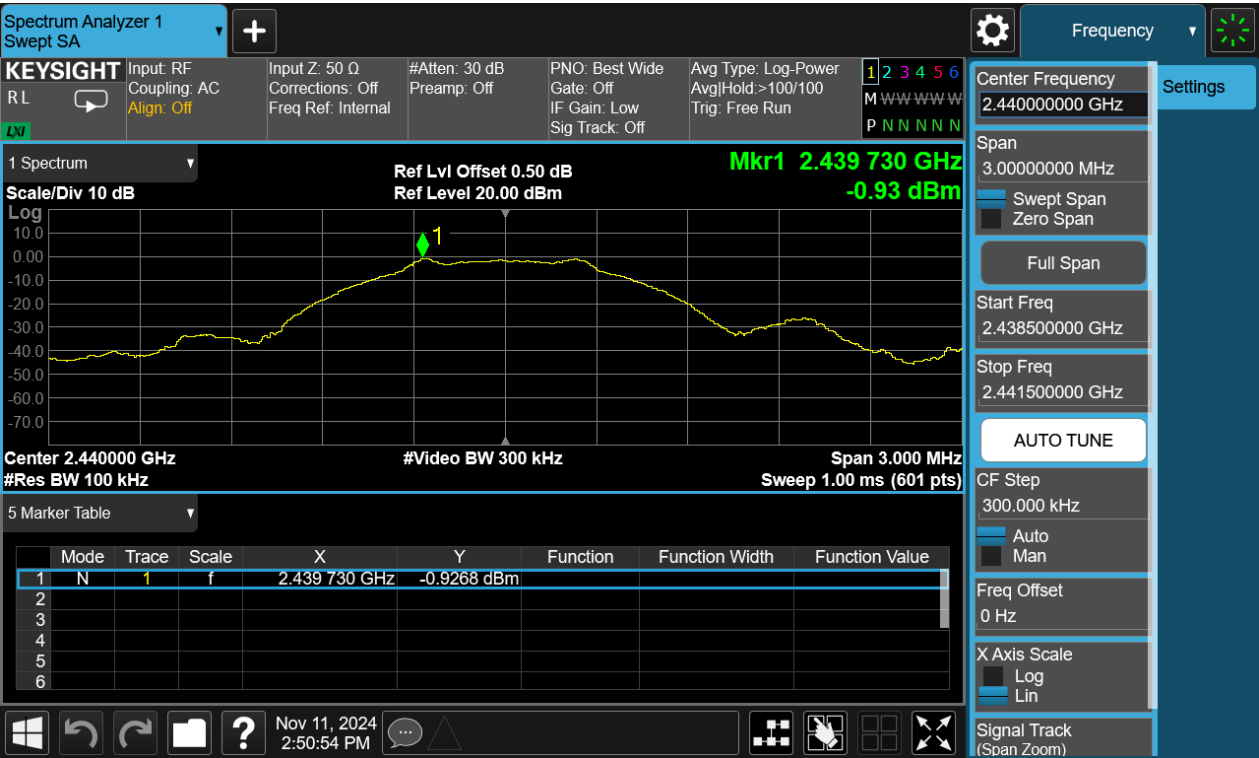 Spectrum Analyzer 1
Swept SA
Frequency
KEYSIGHT
R L
LXI
Input: RF
Coupling: AC
Align: Off
Input Z: 50 Ω
Corrections: Off
Freq Ref: Internal
#Atten: 30 dB
Preamp: Off
PNO: Best Wide
Gate: Off
IF Gain: Low
Sig Track: Off
Avg Type: Log-Power
Avg|Hold:>100/100
Trig: Free Run
1 2 3 4 5 6
M W W W W W
P N N N N N
1 Spectrum
Scale/Div 10 dB
Ref Lvl Offset 0.50 dB
Ref Level 20.00 dBm
Mkr1 2.439 730 GHz
-0.93 dBm
Log
10.0
0.00
-10.0
-20.0
-30.0
-40.0
-50.0
-60.0
-70.0
1
Center 2.440000 GHz
#Video BW 300 kHz
Span 3.000 MHz
#Res BW 100 kHz
Sweep 1.00 ms (601 pts)
5 Marker Table
Mode Trace Scale X Y Function Function Width Function Value
1 N 1 f 2.439 730 GHz -0.9268 dBm
2
3
4
5
6
Nov 11, 2024
2:50:54 PM
?
Center Frequency
2.440000000 GHz
Settings
Span
3.00000000 MHz
Swept Span
Zero Span
Full Span
Start Freq
2.438500000 GHz
Stop Freq
2.441500000 GHz
AUTO TUNE
CF Step
300.000 kHz
Auto
Man
Freq Offset
0 Hz
X Axis Scale
Log
Lin
Signal Track
(Span Zoom)